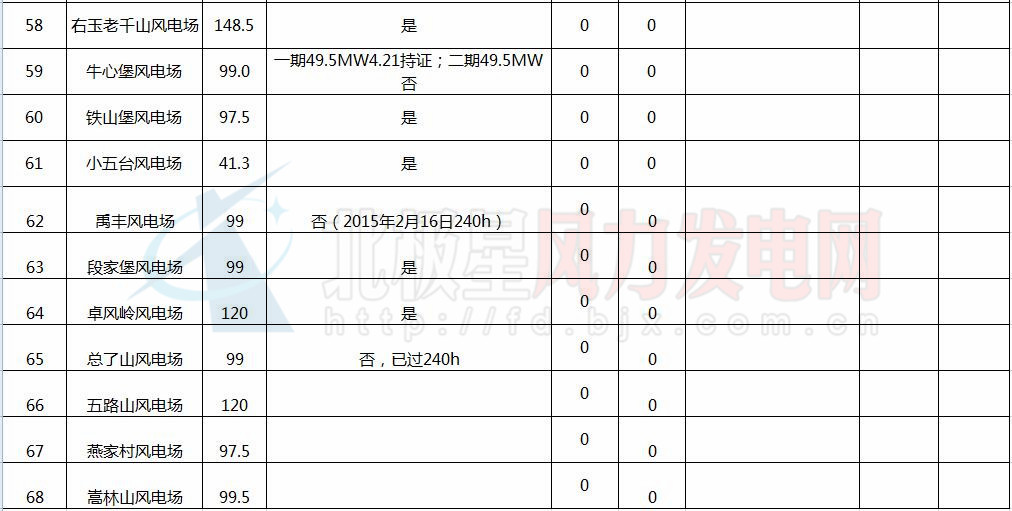 58 右玉老千山风电场 148.5 是 0 0
59 牛心堡风电场 99.0 一期49.5MW4.21持证；二期49.5MW否 0 0
60 铁山堡风电场 97.5 是 0 0
61 小五台风电场 41.3 是 0 0
62 禹丰风电场 99 否（2015年2月16日240h） 0 0
63 段家堡风电场 99 是 0 0
64 卓风岭风电场 120 是 0 0
65 总了山风电场 99 否，已过240h 0 0
66 五路山风电场 120 0 0
67 燕家村风电场 97.5 0 0
68 嵩林山风电场 99.5 0 0
北极星风力发电网
http://fd.bjx.com.cn